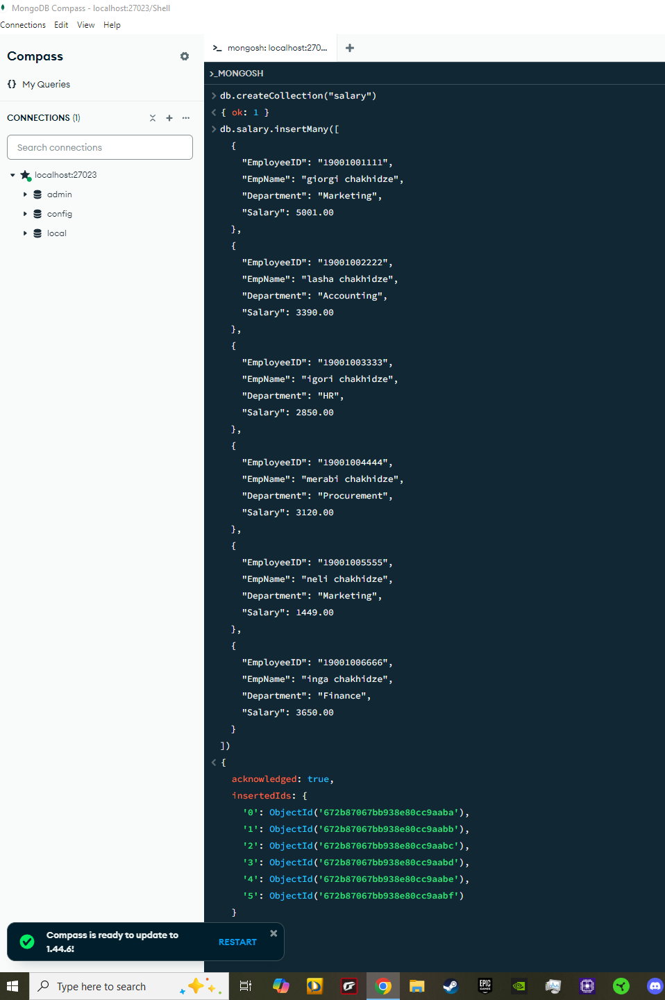 MongoDB Compass - localhost:27023/Shell
Connections Edit View Help
Compass
{} My Queries
CONNECTIONS (1)
Search connections
localhost:27023
admin
config
local
>_ mongosh: localhost:270...
>_MONGOSH
> db.createCollection("salary")
< { ok: 1 }
> db.salary.insertMany([
{
"EmployeeID": "19001001111",
"EmpName": "giorgi chakhidze",
"Department": "Marketing",
"Salary": 5001.00
},
{
"EmployeeID": "19001002222",
"EmpName": "lasha chakhidze",
"Department": "Accounting",
"Salary": 3390.00
},
{
"EmployeeID": "19001003333",
"EmpName": "igori chakhidze",
"Department": "HR",
"Salary": 2850.00
},
{
"EmployeeID": "19001004444",
"EmpName": "merabi chakhidze",
"Department": "Procurement",
"Salary": 3120.00
},
{
"EmployeeID": "19001005555",
"EmpName": "neli chakhidze",
"Department": "Marketing",
"Salary": 1449.00
},
{
"EmployeeID": "19001006666",
"EmpName": "inga chakhidze",
"Department": "Finance",
"Salary": 3650.00
}
])
< {
acknowledged: true,
insertedIds: {
'0': ObjectId('672b87067bb938e80cc9aaba'),
'1': ObjectId('672b87067bb938e80cc9aabb'),
'2': ObjectId('672b87067bb938e80cc9aabc'),
'3': ObjectId('672b87067bb938e80cc9aabd'),
'4': ObjectId('672b87067bb938e80cc9aabe'),
'5': ObjectId('672b87067bb938e80cc9aabf')
}
Compass is ready to update to
1.44.6!
RESTART
Type here to search
EPIC
GAMES